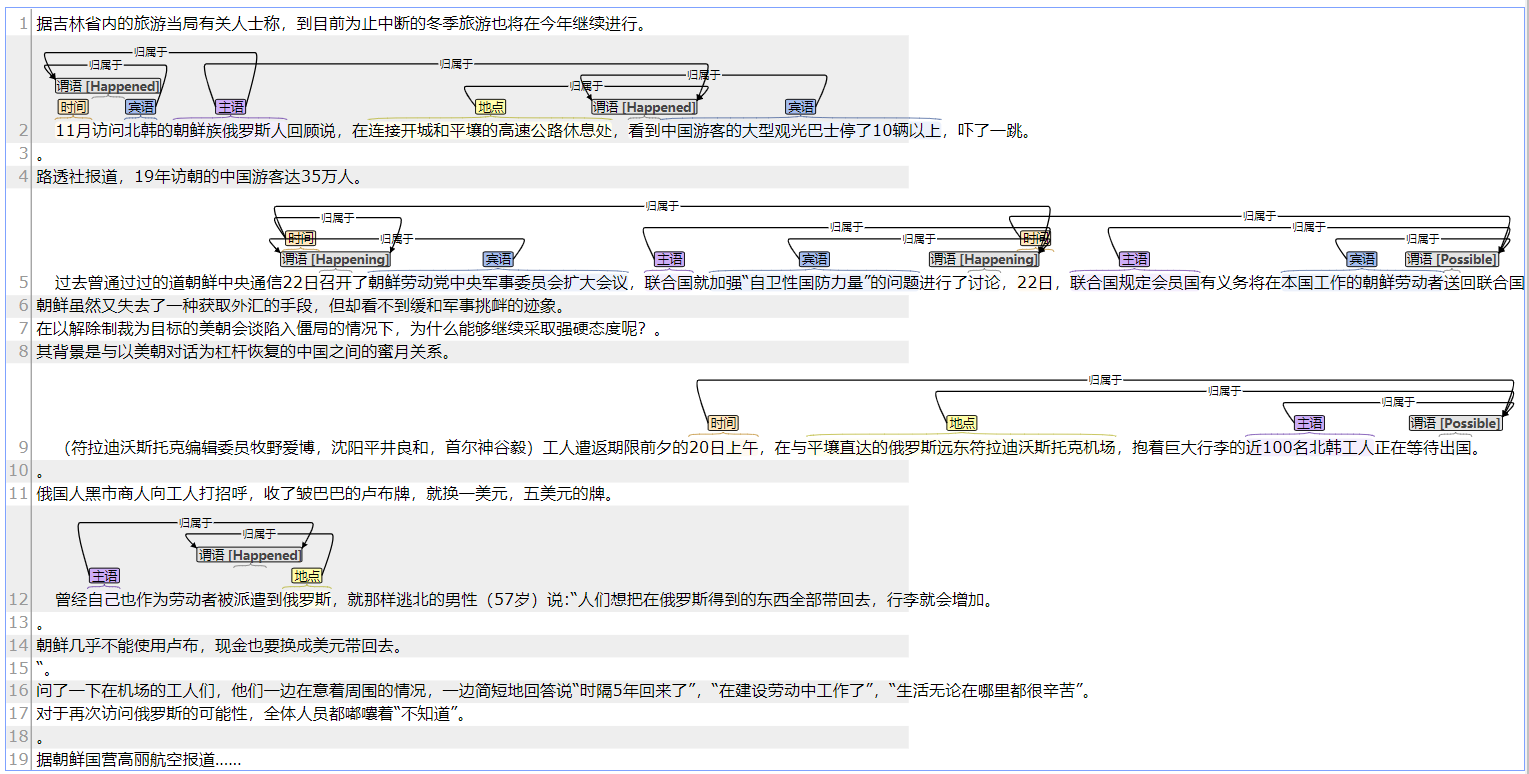 1 据吉林省内的旅游当局有关人士称，到目前为止中断的冬季旅游也将在今年继续进行。
归属于
归属于 归属于
归属于
归属于
谓语 [Happened] 谓语 [Happened]
时间 宾语 主语 地点 宾语
2 11月访问北韩的朝鲜族俄罗斯人回顾说，在连接开城和平壤的高速公路休息处，看到中国游客的大型观光巴士停了10辆以上，吓了一跳。
3 。
4 路透社报道，19年访朝的中国游客达35万人。
归属于
归属于 归属于
归属于 归属于
归属于 归属于 归属于
时间 时间
谓语 [Happening] 宾语 主语 宾语 谓语 [Happening] 主语 宾语 谓语 [Possible]
5 过去曾通过过的道朝鲜中央通信22日召开了朝鲜劳动党中央军事委员会扩大会议，联合国就加强“自卫性国防力量”的问题进行了讨论，22日，联合国规定会员国有义务将在本国工作的朝鲜劳动者送回联合国
6 朝鲜虽然又失去了一种获取外汇的手段，但却看不到缓和军事挑衅的迹象。
7 在以解除制裁为目标的美朝会谈陷入僵局的情况下，为什么能够继续采取强硬态度呢？。
8 其背景是与以美朝对话为杠杆恢复的中国之间的蜜月关系。
归属于
归属于
归属于
时间 地点 主语 谓语 [Possible]
9 （符拉迪沃斯托克编辑委员牧野爱博，沈阳平井良和，首尔神谷毅）工人遣返期限前夕的20日上午，在与平壤直达的俄罗斯远东符拉迪沃斯托克机场，抱着巨大行李的近100名北韩工人正在等待出国。
10 。
11 俄国人黑市商人向工人打招呼，收了皱巴巴的卢布牌，就换一美元，五美元的牌。
归属于
归属于
谓语 [Happened]
主语 地点
12 曾经自己也作为劳动者被派遣到俄罗斯，就那样逃北的男性（57岁）说:“人们想把在俄罗斯得到的东西全部带回去，行李就会增加。
13 。
14 朝鲜几乎不能使用卢布，现金也要换成美元带回去。
15 “。
16 问了一下在机场的工人们，他们一边在意着周围的情况，一边简短地回答说“时隔5年回来了”，“在建设劳动中工作了”，“生活无论在哪里都很辛苦”。
17 对于再次访问俄罗斯的可能性，全体人员都嘟囔着“不知道”。
18 。
19 据朝鲜国营高丽航空报道……